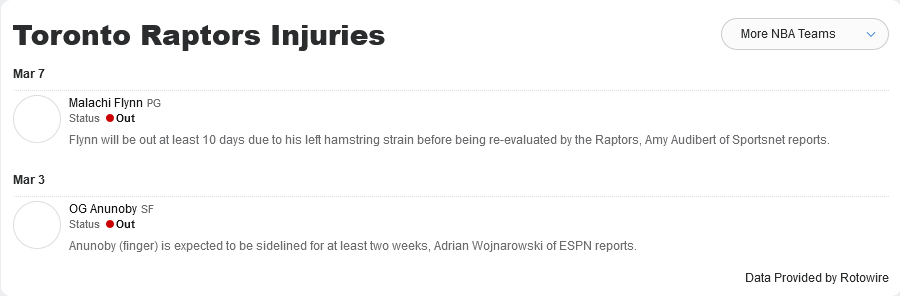 Toronto Raptors Injuries
More NBA Teams
Mar 7
Malachi Flynn PG
Status Out
Flynn will be out at least 10 days due to his left hamstring strain before being re-evaluated by the Raptors, Amy Audibert of Sportsnet reports.
Mar 3
OG Anunoby SF
Status Out
Anunoby (finger) is expected to be sidelined for at least two weeks, Adrian Wojnarowski of ESPN reports.
Data Provided by Rotowire